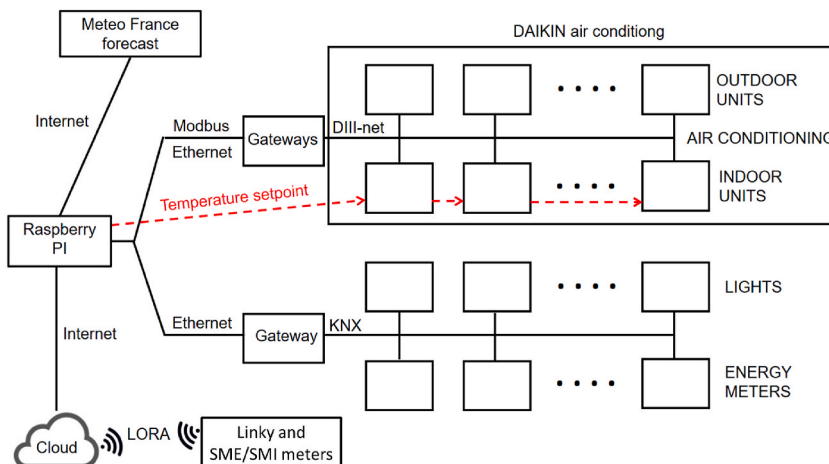 Meteo France
forecast
DAIKIN air conditiong
OUTDOOR
UNITS
Internet
Modbus
Ethernet
Gateways
DIII-net
AIR CONDITIONING
INDOOR
UNITS
Temperature setpoint
Raspberry
PI
LIGHTS
Internet
Ethernet
Gateway
KNX
ENERGY
METERS
Cloud
LORA
Linky and
SME/SMI meters